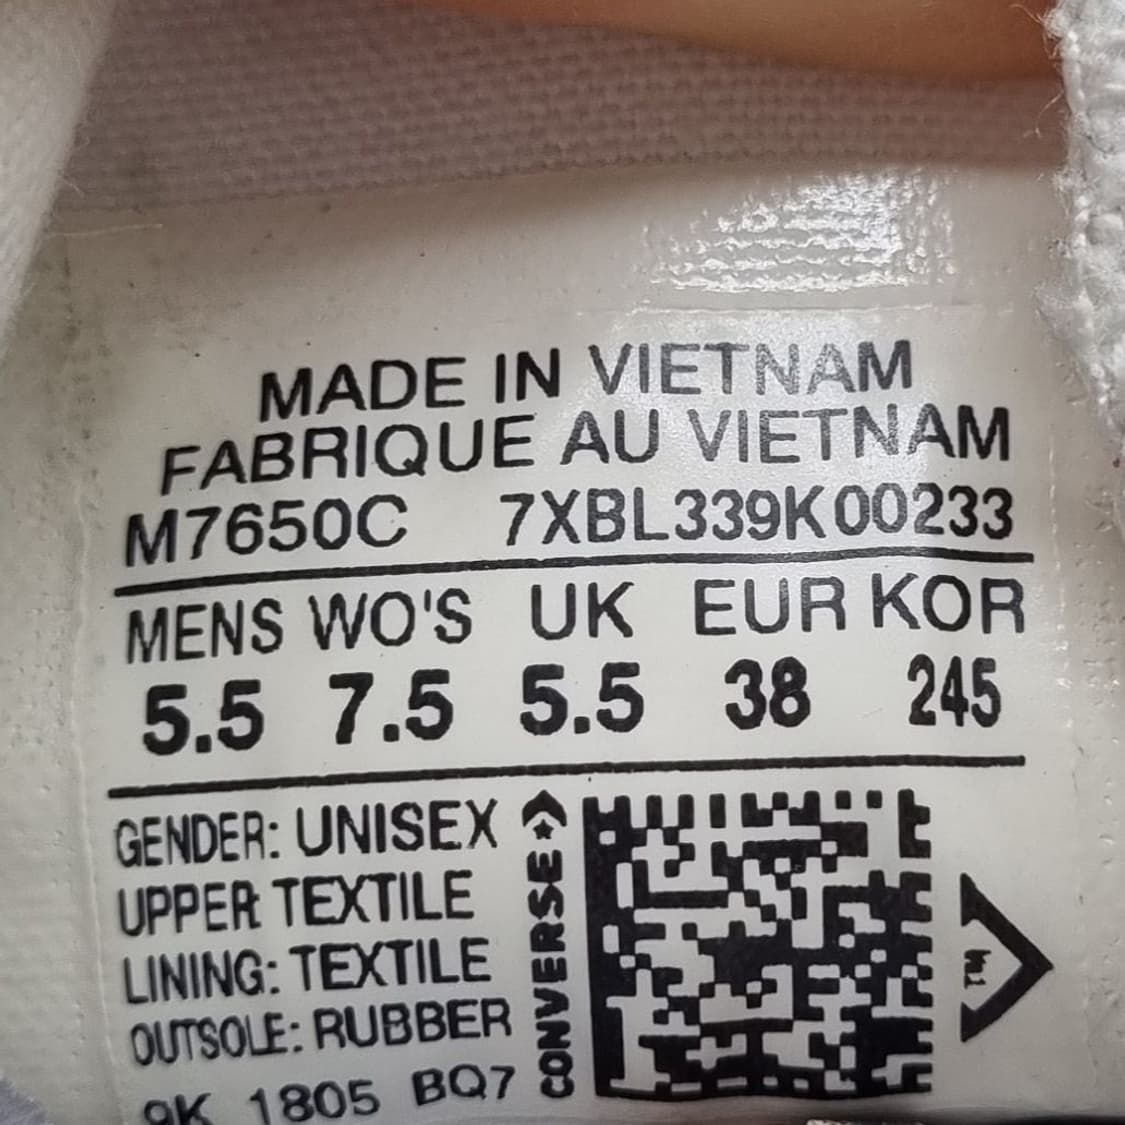 MADE IN VIETNAM
FABRIQUE AU VIETNAM
M7650C 7XBL339K00233
MENS WO'S UK EUR KOR
5.5 7.5 5.5 38 245
GENDER: UNISEX
UPPER: TEXTILE
LINING: TEXTILE
OUTSOLE: RUBBER
9K 1805 BQ7
CONVERSE